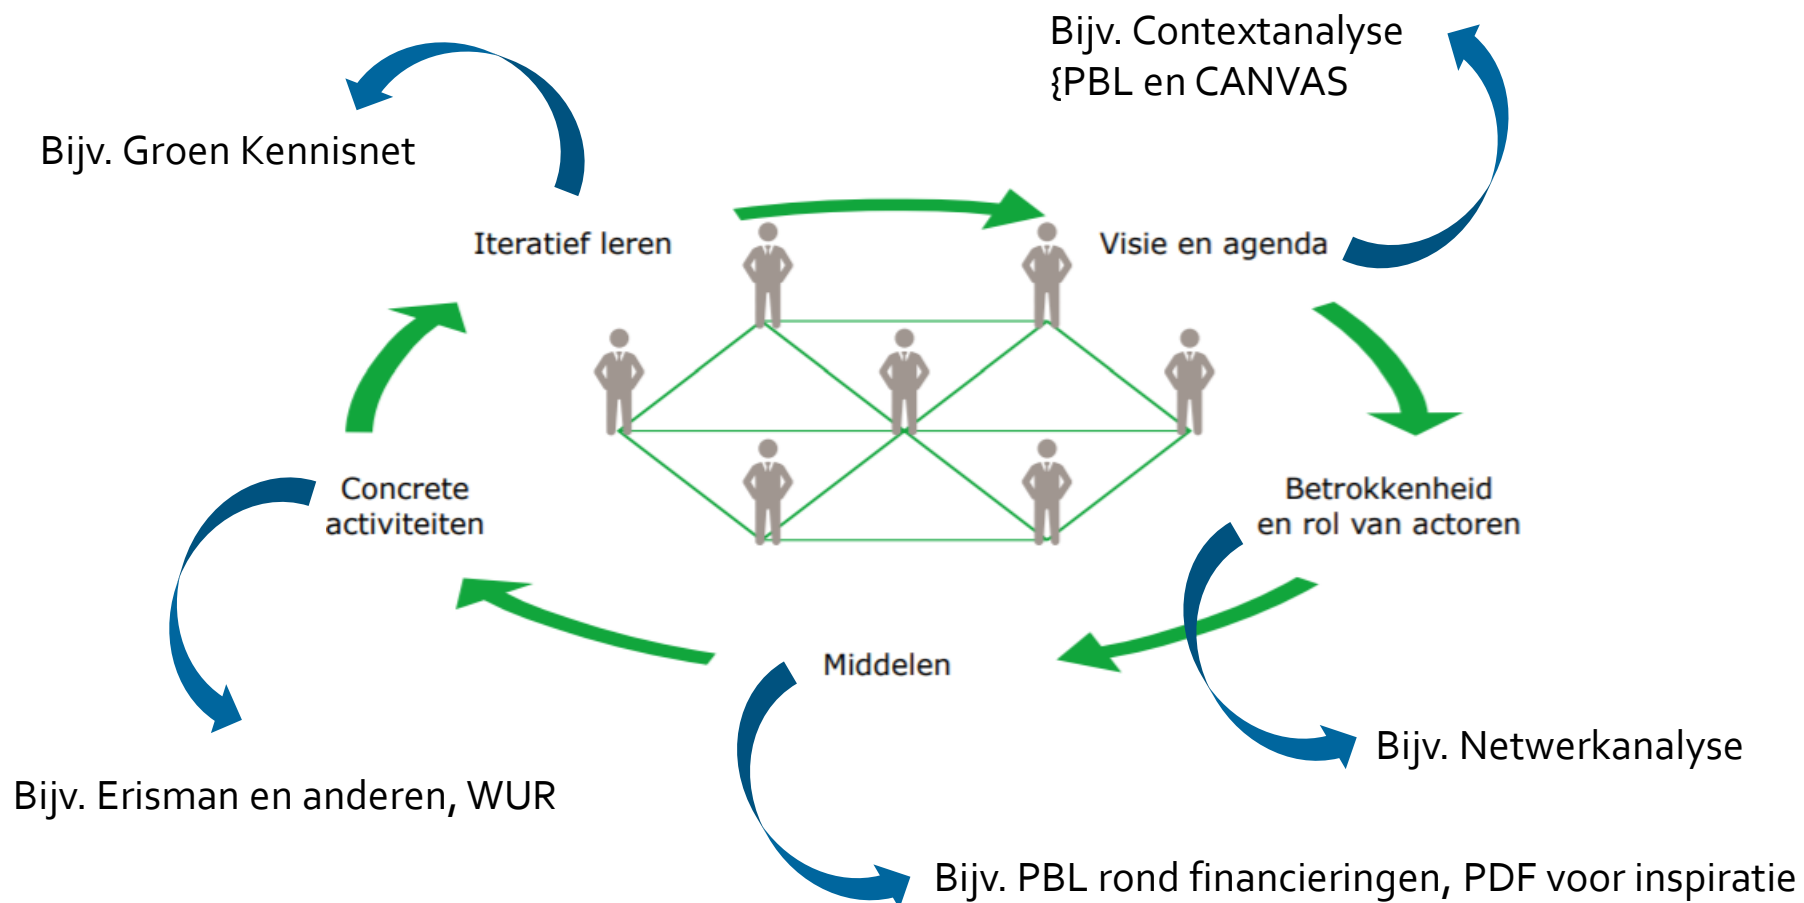 Bijv. Contextanalyse
{PBL en CANVAS
Bijv. Groen Kennisnet
Iteratief leren
Visie en agenda
Concrete
activiteiten
Betrokkenheid
en rol van actoren
Middelen
Bijv. Netwerkanalyse
Bijv. Erisman en anderen, WUR
Bijv. PBL rond financieringen, PDF voor inspiratie